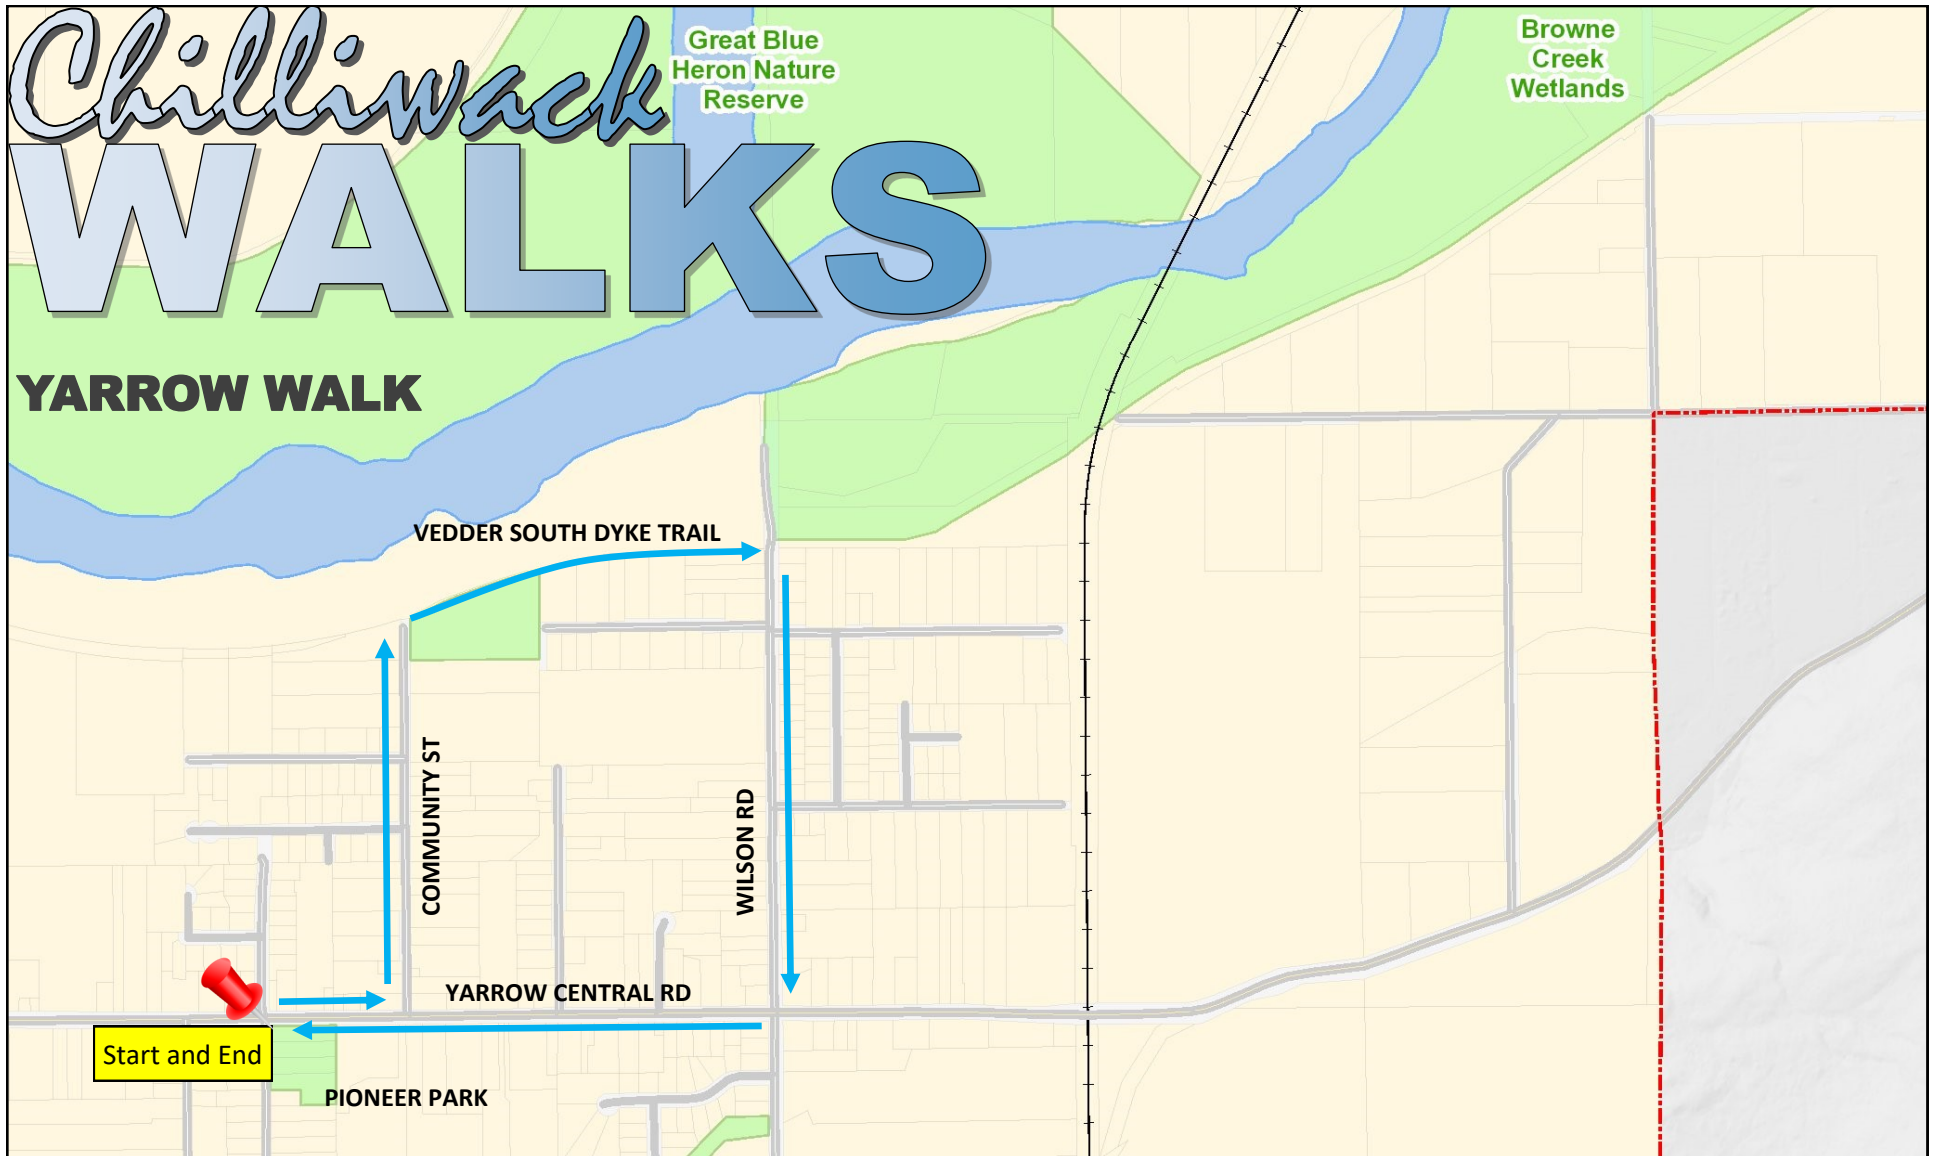 Chilliwack
WALKS
YARROW WALK
Great Blue
Heron Nature
Reserve
Browne
Creek
Wetlands
VEDDER SOUTH DYKE TRAIL
COMMUNITY ST
WILSON RD
YARROW CENTRAL RD
Start and End
PIONEER PARK